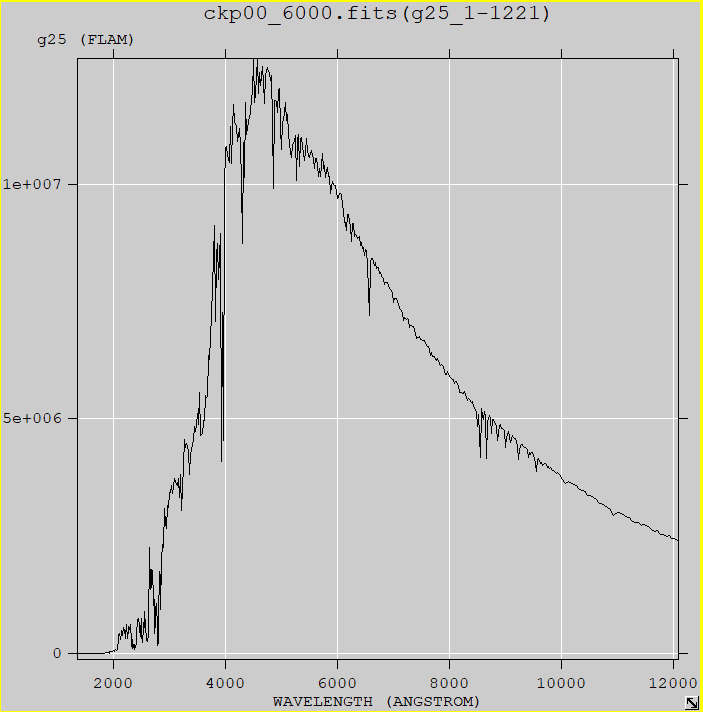 ckp00_6000.fits(g25_1-1221)
g25 (FLAM)
1e+007
5e+006
0
2000 4000 6000 8000 10000 12000
WAVELENGTH (ANGSTROM)